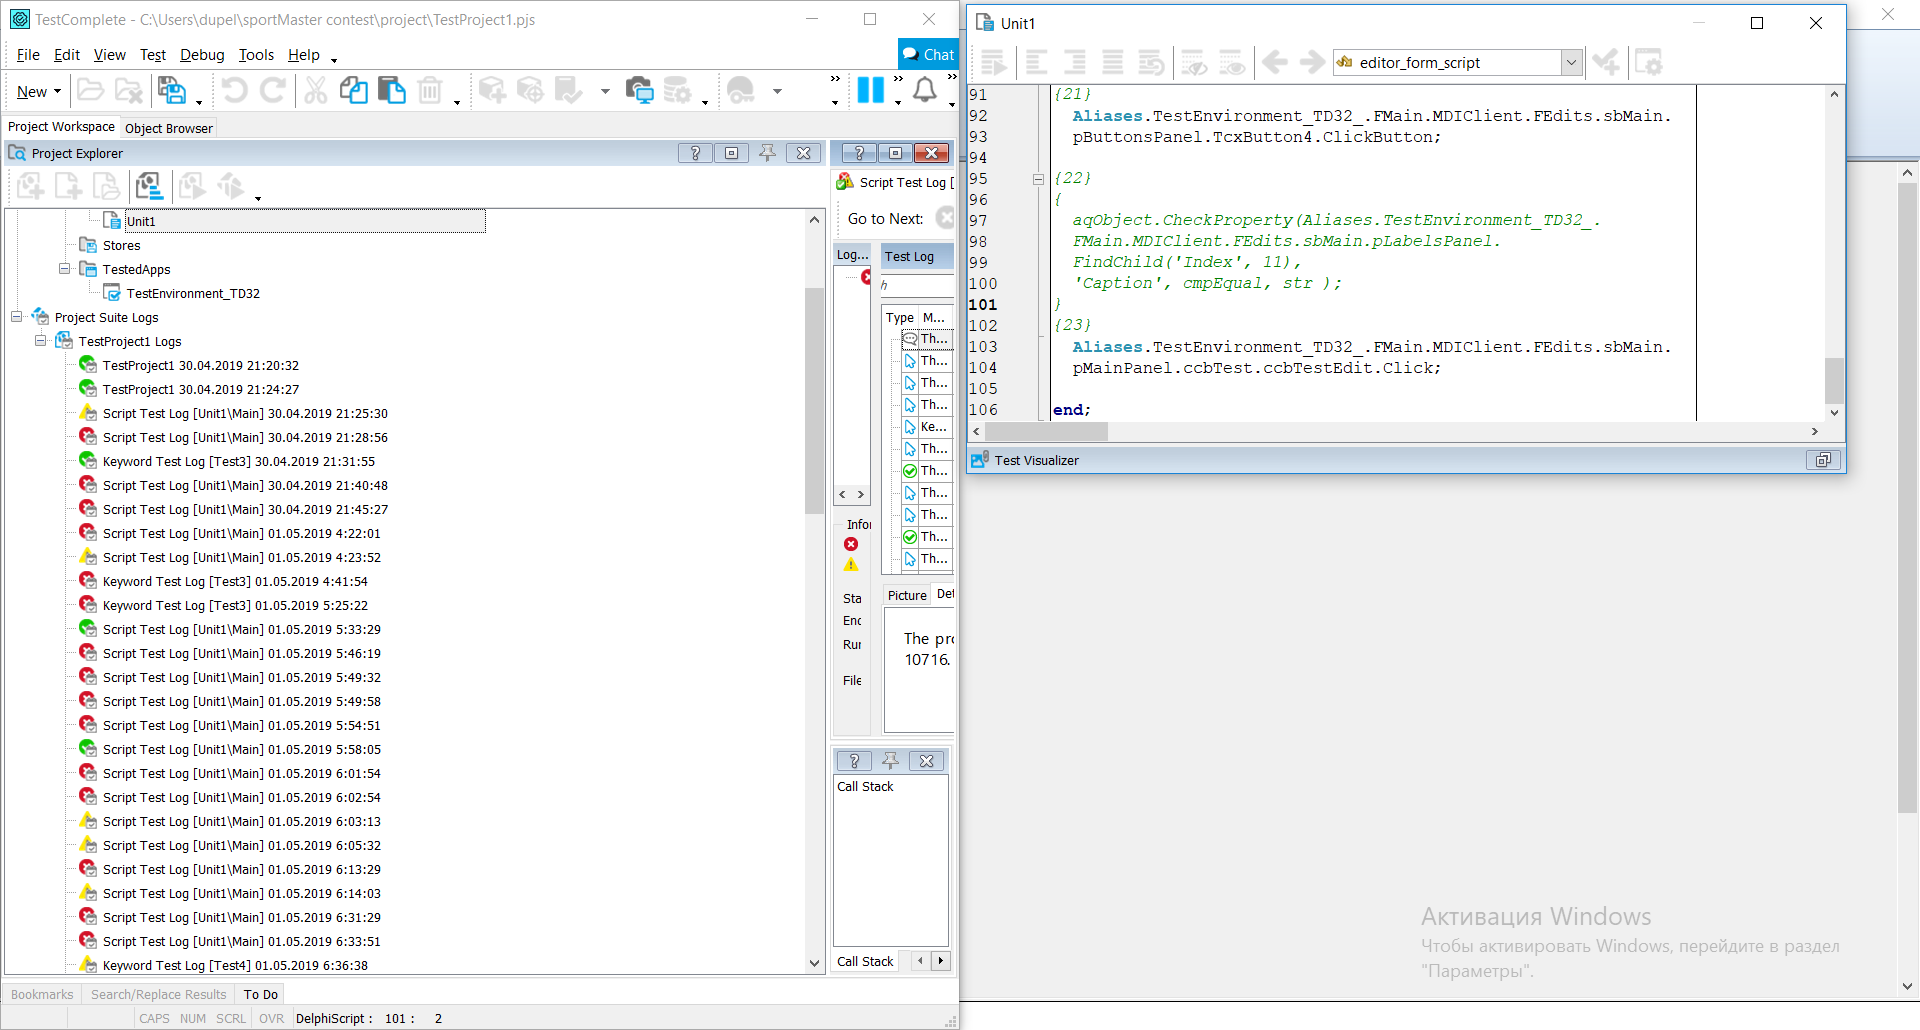 TestComplete - C:\Users\dupel\sportMaster contest\project\TestProject1.pjs
File Edit View Test Debug Tools Help
Chat
New
Project Workspace Object Browser
Project Explorer
Unit1
Stores
TestedApps
TestEnvironment_TD32
Project Suite Logs
TestProject1 Logs
TestProject1 30.04.2019 21:20:32
TestProject1 30.04.2019 21:24:27
Script Test Log [Unit1\Main] 30.04.2019 21:25:30
Script Test Log [Unit1\Main] 30.04.2019 21:28:56
Keyword Test Log [Test3] 30.04.2019 21:31:55
Script Test Log [Unit1\Main] 30.04.2019 21:40:48
Script Test Log [Unit1\Main] 30.04.2019 21:45:27
Script Test Log [Unit1\Main] 01.05.2019 4:22:01
Script Test Log [Unit1\Main] 01.05.2019 4:23:52
Keyword Test Log [Test3] 01.05.2019 4:41:54
Keyword Test Log [Test3] 01.05.2019 5:25:22
Script Test Log [Unit1\Main] 01.05.2019 5:33:29
Script Test Log [Unit1\Main] 01.05.2019 5:46:19
Script Test Log [Unit1\Main] 01.05.2019 5:49:32
Script Test Log [Unit1\Main] 01.05.2019 5:49:58
Script Test Log [Unit1\Main] 01.05.2019 5:54:51
Script Test Log [Unit1\Main] 01.05.2019 5:58:05
Script Test Log [Unit1\Main] 01.05.2019 6:01:54
Script Test Log [Unit1\Main] 01.05.2019 6:02:54
Script Test Log [Unit1\Main] 01.05.2019 6:03:13
Script Test Log [Unit1\Main] 01.05.2019 6:05:32
Script Test Log [Unit1\Main] 01.05.2019 6:13:29
Script Test Log [Unit1\Main] 01.05.2019 6:14:03
Script Test Log [Unit1\Main] 01.05.2019 6:31:29
Script Test Log [Unit1\Main] 01.05.2019 6:33:51
Keyword Test Log [Test4] 01.05.2019 6:36:38
Bookmarks Search/Replace Results To Do
CAPS NUM SCRL OVR DelphiScript : 101 : 2
Script Test Log [
Go to Next:
Log... Test Log
h
Type M...
Th...
Th...
Th...
Th...
Ke...
Th...
Th...
Th...
Th...
Th...
Th...
Infor
Sta
Enc
Rur
File
Picture Det
The pro
10716.
Call Stack
Call Stack
Unit1
editor_form_script
91 {21}
92 Aliases.TestEnvironment_TD32_.FMain.MDIClient.FEdits.sbMain.
93 pButtonsPanel.TcxButton4.ClickButton;
94
95 {22}
96 {
97 aqObject.CheckProperty(Aliases.TestEnvironment_TD32_.
98 FMain.MDIClient.FEdits.sbMain.pLabelsPanel.
99 FindChild('Index', 11),
100 'Caption', cmpEqual, str );
101 }
102 {23}
103 Aliases.TestEnvironment_TD32_.FMain.MDIClient.FEdits.sbMain.
104 pMainPanel.ccbTest.ccbTestEdit.Click;
105
106 end;
Test Visualizer
Активация Windows
Чтобы активировать Windows, перейдите в раздел
"Параметры".